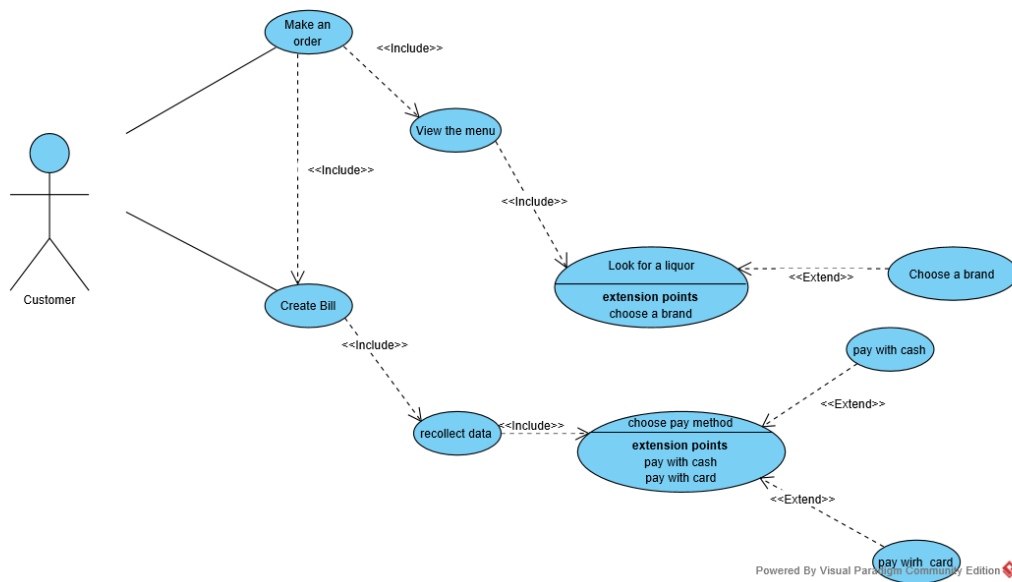 Make an
order
<<Include>>
View the menu
<<Include>>
<<Include>>
Look for a liquor
extension points
choose a brand
<<Extend>>
Choose a brand
Customer
Create Bill
<<Include>>
pay with cash
<<Extend>>
recollect data
<<Include>>
choose pay method
extension points
pay with cash
pay with card
<<Extend>>
pay wirh card
Powered By Visual Paradigm Community Edition